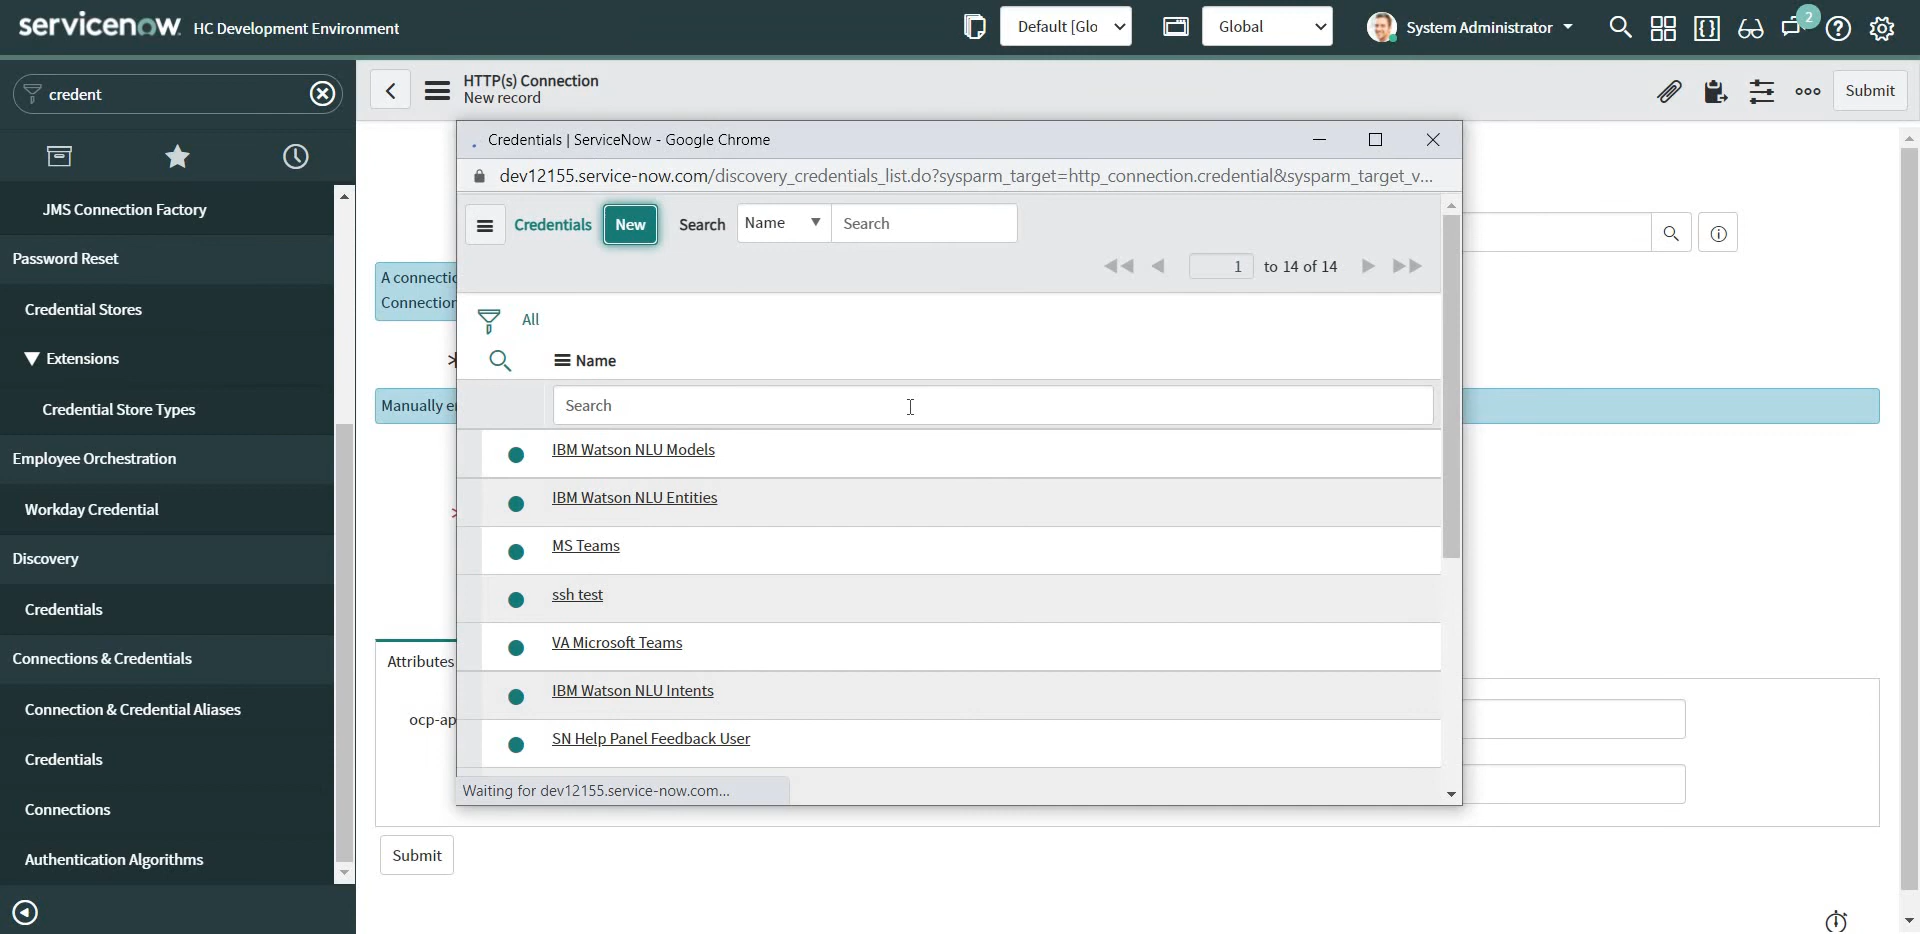 servicenow. HC Development Environment
Default [Glo
Global
System Administrator
2
credent
JMS Connection Factory
Password Reset
Credential Stores
Extensions
Credential Store Types
Employee Orchestration
Workday Credential
Discovery
Credentials
Connections & Credentials
Connection & Credential Aliases
Credentials
Connections
Authentication Algorithms
HTTP(s) Connection
New record
Submit
A connectio
Connection
Manually e
Attributes
ocp-ap
Submit
Credentials | ServiceNow - Google Chrome
dev12155.service-now.com/discovery_credentials_list.do?sysparm_target=http_connection.credential&sysparm_target_v...
Credentials New Search Name Search
1 to 14 of 14
All
Name
Search
IBM Watson NLU Models
IBM Watson NLU Entities
MS Teams
ssh test
VA Microsoft Teams
IBM Watson NLU Intents
SN Help Panel Feedback User
Waiting for dev12155.service-now.com...